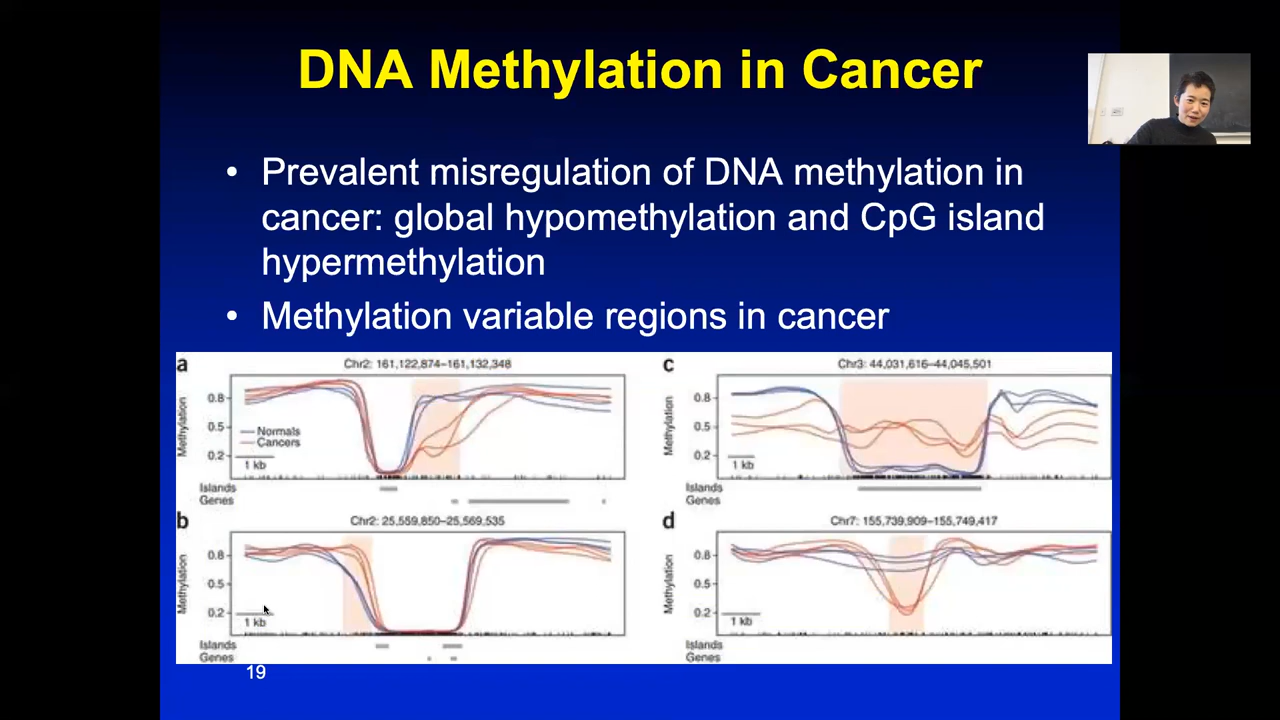 DNA Methylation in Cancer
• Prevalent misregulation of DNA methylation in
cancer: global hypomethylation and CpG island
hypermethylation
• Methylation variable regions in cancer
a
Chr2: 161,122,874–161,132,348
Methylation
0.8
0.5
0.2
Normals
Cancers
1 kb
Islands
Genes
c
Chr3: 44,031,616–44,045,501
Methylation
0.8
0.5
0.2
1 kb
Islands
Genes
b
Chr2: 25,559,850–25,569,535
Methylation
0.8
0.5
0.2
1 kb
Islands
Genes
d
Chr7: 155,739,909–155,749,417
Methylation
0.8
0.5
0.2
1 kb
Islands
Genes
19